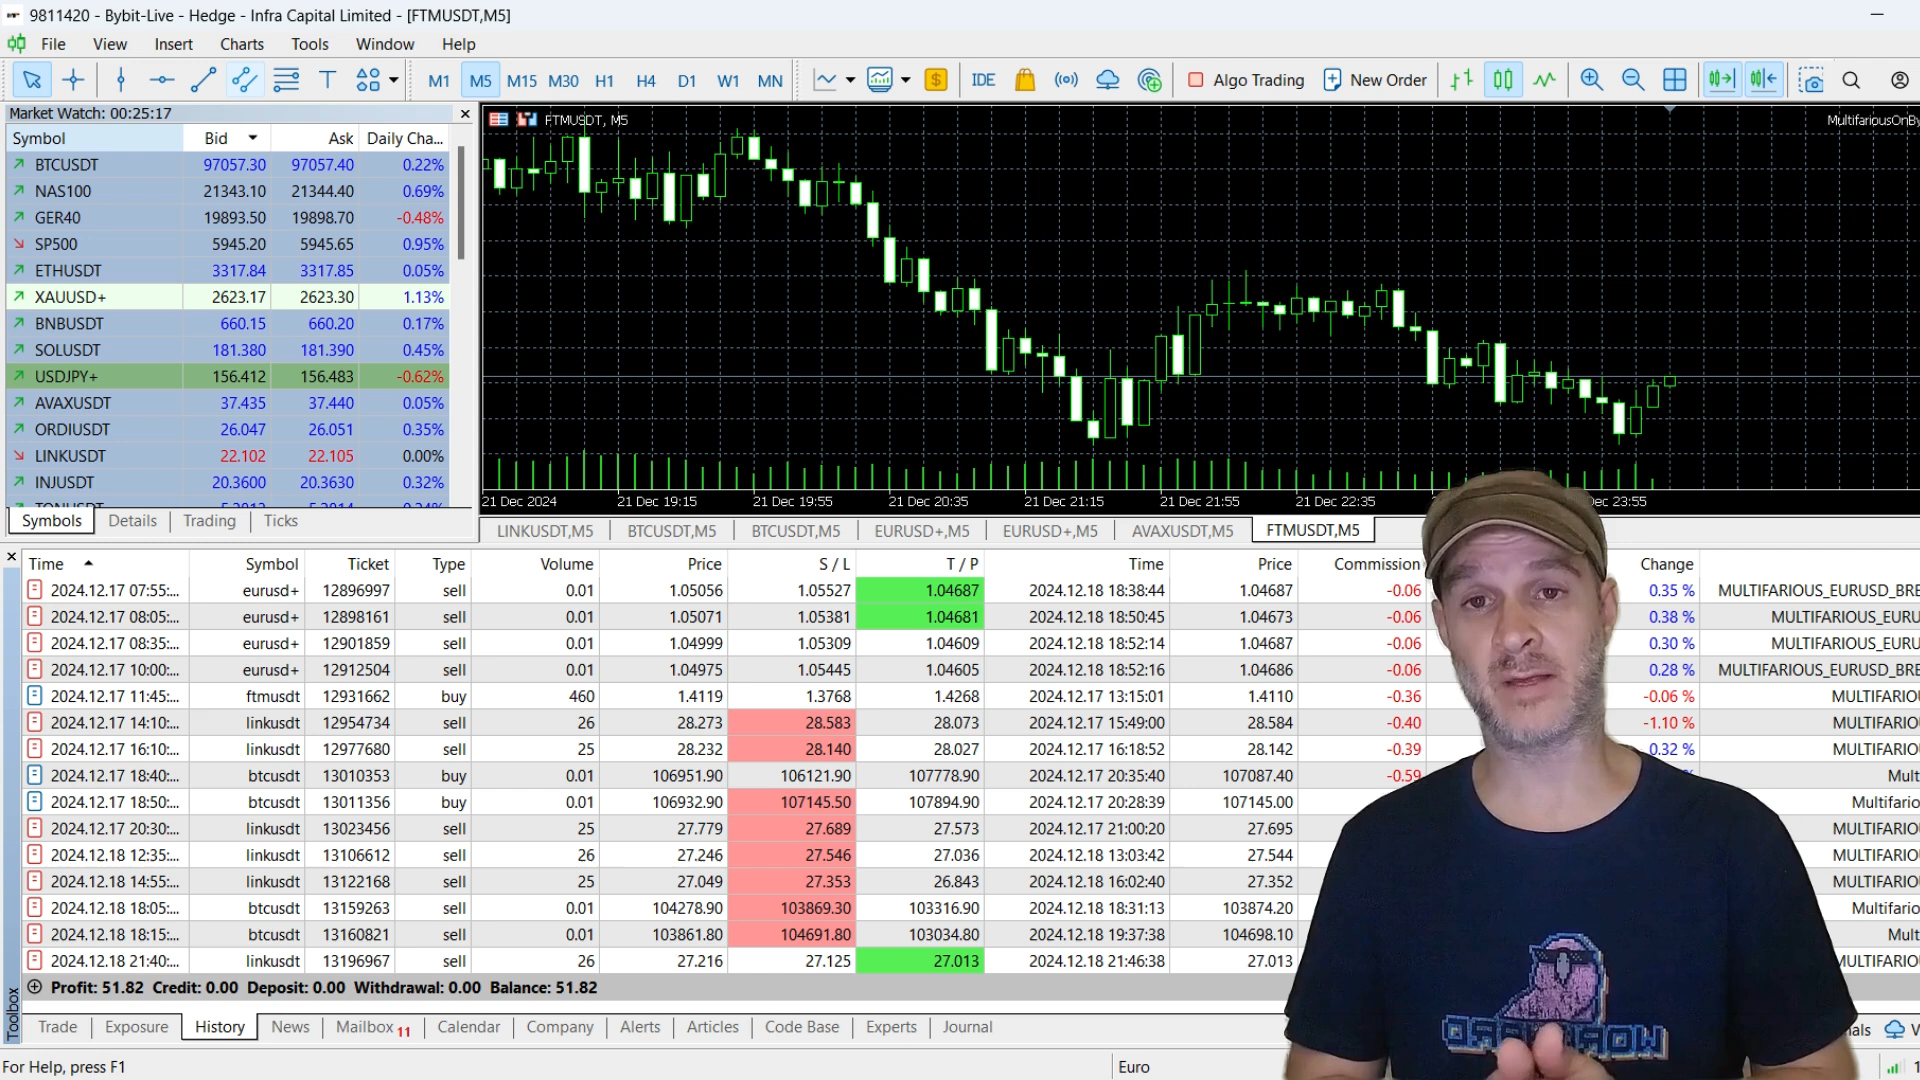 9811420 - Bybit-Live - Hedge - Infra Capital Limited - [FTMUSDT,M5]
File View Insert Charts Tools Window Help
M1 M5 M15 M30 H1 H4 D1 W1 MN IDE Algo Trading New Order
Market Watch: 00:25:17
Symbol Bid Ask Daily Cha...
BTCUSDT 97057.30 97057.40 0.22%
NAS100 21343.10 21344.40 0.69%
GER40 19893.50 19898.70 -0.48%
SP500 5945.20 5945.65 0.95%
ETHUSDT 3317.84 3317.85 0.05%
XAUUSD+ 2623.17 2623.30 1.13%
BNBUSDT 660.15 660.20 0.17%
SOLUSDT 181.380 181.390 0.45%
USDJPY+ 156.412 156.483 -0.62%
AVAXUSDT 37.435 37.440 0.05%
ORDIUSDT 26.047 26.051 0.35%
LINKUSDT 22.102 22.105 0.00%
INJUSDT 20.3600 20.3630 0.32%
Symbols Details Trading Ticks
FTMUSDT, M5
MultifariousOnBy
21 Dec 2024 21 Dec 19:15 21 Dec 19:55 21 Dec 20:35 21 Dec 21:15 21 Dec 21:55 21 Dec 22:35 ec 23:55
LINKUSDT,M5 BTCUSDT,M5 BTCUSDT,M5 EURUSD+,M5 EURUSD+,M5 AVAXUSDT,M5 FTMUSDT,M5
Time Symbol Ticket Type Volume Price S / L T / P Time Price Commission Change
2024.12.17 07:55:... eurusd+ 12896997 sell 0.01 1.05056 1.05527 1.04687 2024.12.18 18:38:44 1.04687 -0.06 0.35 % MULTIFARIOUS_EURUSD_BRE
2024.12.17 08:05:... eurusd+ 12898161 sell 0.01 1.05071 1.05381 1.04681 2024.12.18 18:50:45 1.04673 -0.06 0.38 % MULTIFARIOUS_EURU
2024.12.17 08:35:... eurusd+ 12901859 sell 0.01 1.04999 1.05309 1.04609 2024.12.18 18:52:14 1.04687 -0.06 0.30 % MULTIFARIOUS_EURU
2024.12.17 10:00:... eurusd+ 12912504 sell 0.01 1.04975 1.05445 1.04605 2024.12.18 18:52:16 1.04686 -0.06 0.28 % MULTIFARIOUS_EURUSD_BRE
2024.12.17 11:45:... ftmusdt 12931662 buy 460 1.4119 1.3768 1.4268 2024.12.17 13:15:01 1.4110 -0.36 -0.06 % MULTIFARIOU
2024.12.17 14:10:... linkusdt 12954734 sell 26 28.273 28.583 28.073 2024.12.17 15:49:00 28.584 -0.40 -1.10 % MULTIFARIO
2024.12.17 16:10:... linkusdt 12977680 sell 25 28.232 28.140 28.027 2024.12.17 16:18:52 28.142 -0.39 0.32 % MULTIFARIO
2024.12.17 18:40:... btcusdt 13010353 buy 0.01 106951.90 106121.90 107778.90 2024.12.17 20:35:40 107087.40 -0.59 % Mult
2024.12.17 18:50:... btcusdt 13011356 buy 0.01 106932.90 107145.50 107894.90 2024.12.17 20:28:39 107145.00 Multifario
2024.12.17 20:30:... linkusdt 13023456 sell 25 27.779 27.689 27.573 2024.12.17 21:00:20 27.695 MULTIFARIO
2024.12.18 12:35:... linkusdt 13106612 sell 26 27.246 27.546 27.036 2024.12.18 13:03:42 27.544 MULTIFARIO
2024.12.18 14:55:... linkusdt 13122168 sell 25 27.049 27.353 26.843 2024.12.18 16:02:40 27.352 MULTIFARIO
2024.12.18 18:05:... btcusdt 13159263 sell 0.01 104278.90 103869.30 103316.90 2024.12.18 18:31:13 103874.20 Multifario
2024.12.18 18:15:... btcusdt 13160821 sell 0.01 103861.80 104691.80 103034.80 2024.12.18 19:37:38 104698.10 Mult
2024.12.18 21:40:... linkusdt 13196967 sell 26 27.216 27.125 27.013 2024.12.18 21:46:38 27.013 MULTIFARIO
Profit: 51.82 Credit: 0.00 Deposit: 0.00 Withdrawal: 0.00 Balance: 51.82
Toolbox
Trade Exposure History News Mailbox 11 Calendar Company Alerts Articles Code Base Experts Journal
For Help, press F1 Euro